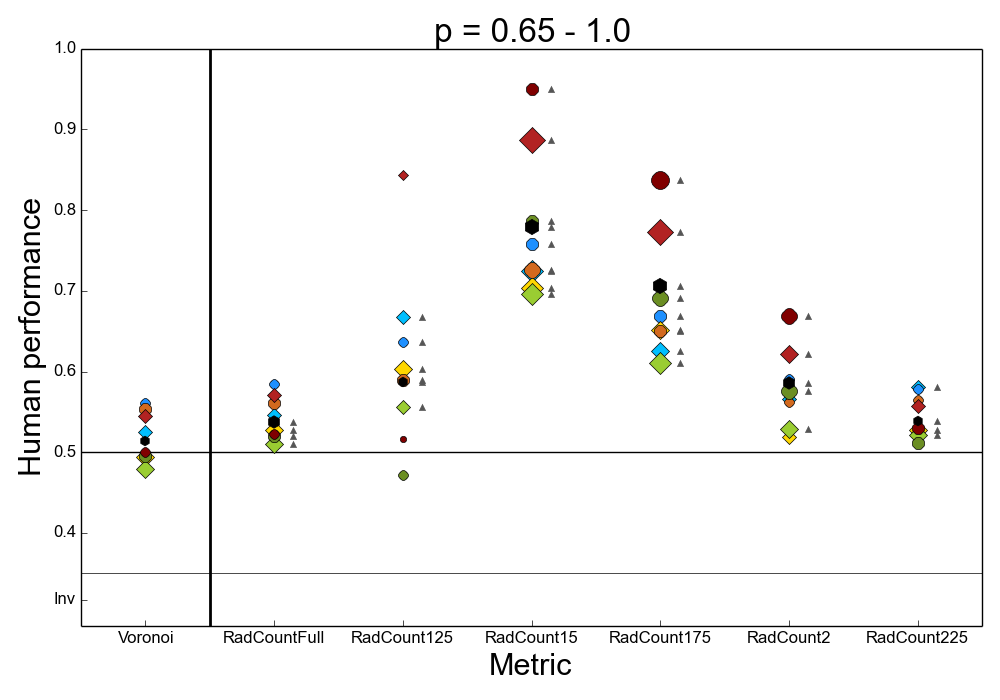 p = 0.65 - 1.0
Human performance
1.0
0.9
0.8
0.7
0.6
0.5
0.4
Inv
Voronoi RadCountFull RadCount125 RadCount15 RadCount175 RadCount2 RadCount225
Metric